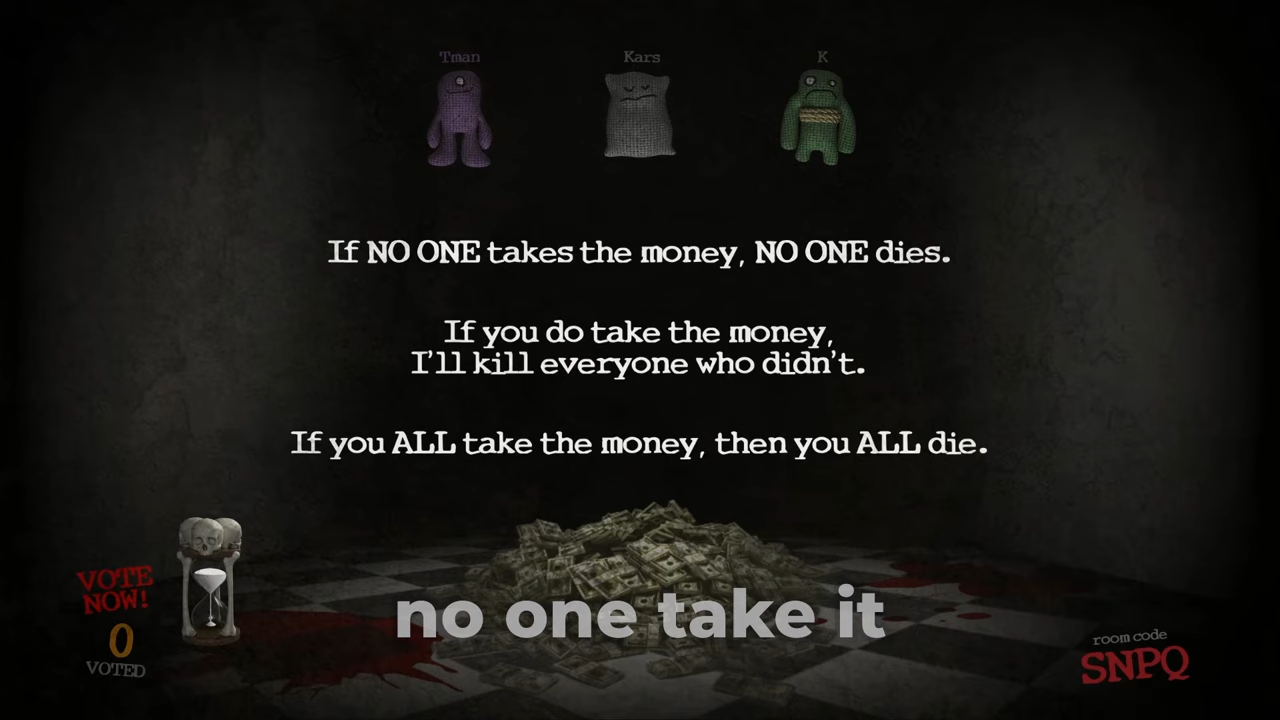 Tman
Kars
K
If NO ONE takes the money, NO ONE dies.
If you do take the money,
I'll kill everyone who didn't.
If you ALL take the money, then you ALL die.
VOTE
NOW!
0
VOTED
no one take it
room code
SNPQ